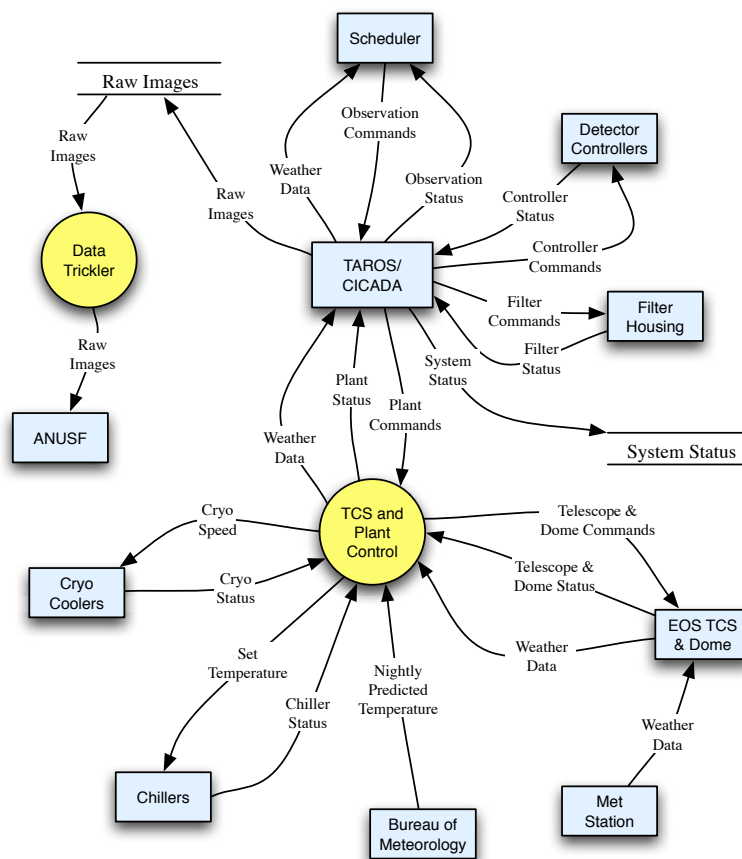 Scheduler
Raw Images
Observation
Commands
Detector
Controllers
Raw
Images
Weather
Data
Observation
Status
Raw
Images
Controller
Status
Controller
Commands
Data
Trickler
TAROS/
CICADA
Filter
Commands
Filter
Housing
Raw
Images
Plant
Status
System
Status
Filter
Status
Plant
Commands
ANUSF
Weather
Data
System Status
Cryo
Speed
TCS and
Plant
Control
Telescope &
Dome Commands
Cryo
Coolers
Cryo
Status
Telescope &
Dome Status
EOS TCS
& Dome
Set
Temperature
Nightly
Predicted
Temperature
Weather
Data
Chiller
Status
Weather
Data
Chillers
Bureau of
Meteorology
Met
Station